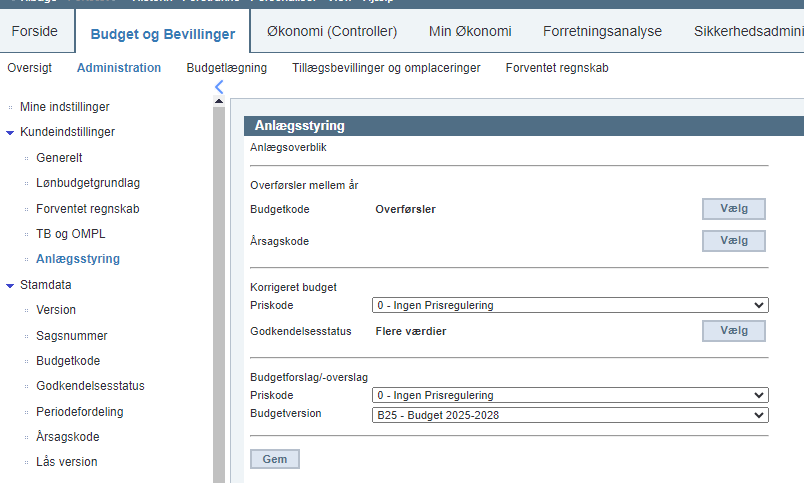 Forside
Budget og Bevillinger
Økonomi (Controller)
Min Økonomi
Forretningsanalyse
Sikkerhedsadmini
Oversigt
Administration
Budgetlægning
Tillægsbevillinger og omplaceringer
Forventet regnskab
Mine indstillinger
Kundeindstillinger
Generelt
Lønbudgetgrundlag
Forventet regnskab
TB og OMPL
Anlægsstyring
Stamdata
Version
Sagsnummer
Budgetkode
Godkendelsesstatus
Periodefordeling
Årsagskode
Lås version
Anlægsstyring
Anlægsoverblik
Overførsler mellem år
Budgetkode Overførsler Vælg
Årsagskode Vælg
Korrigeret budget
Priskode 0 - Ingen Prisregulering
Godkendelsesstatus Flere værdier Vælg
Budgetforslag/-overslag
Priskode 0 - Ingen Prisregulering
Budgetversion B25 - Budget 2025-2028
Gem